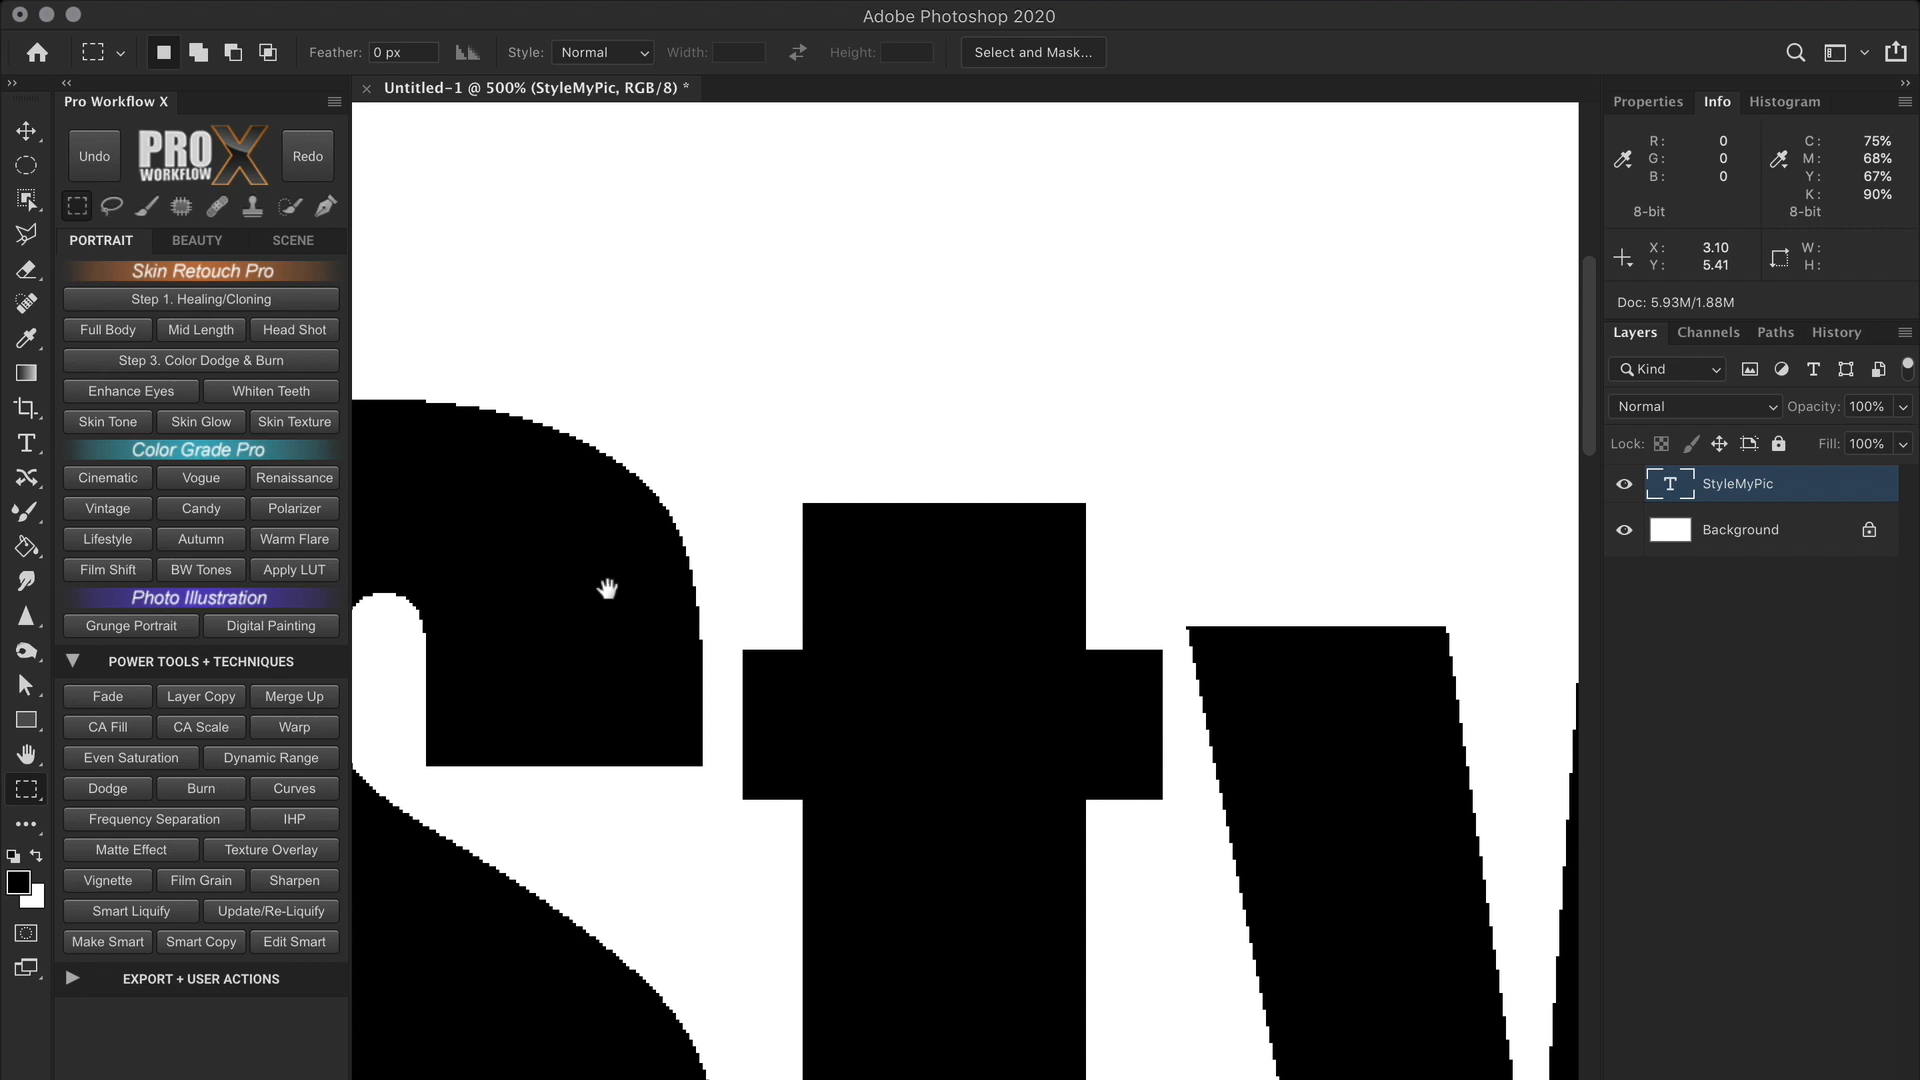 Adobe Photoshop 2020
Feather: 0 px Style: Normal Width: Height: Select and Mask...
Untitled-1 @ 500% (StyleMyPic, RGB/8) *
Pro Workflow X
Undo PRO WORKFLOW X Redo
PORTRAIT BEAUTY SCENE
Skin Retouch Pro
Step 1. Healing/Cloning
Full Body Mid Length Head Shot
Step 3. Color Dodge & Burn
Enhance Eyes Whiten Teeth
Skin Tone Skin Glow Skin Texture
Color Grade Pro
Cinematic Vogue Renaissance
Vintage Candy Polarizer
Lifestyle Autumn Warm Flare
Film Shift BW Tones Apply LUT
Photo Illustration
Grunge Portrait Digital Painting
POWER TOOLS + TECHNIQUES
Fade Layer Copy Merge Up
CA Fill CA Scale Warp
Even Saturation Dynamic Range
Dodge Burn Curves
Frequency Separation IHP
Matte Effect Texture Overlay
Vignette Film Grain Sharpen
Smart Liquify Update/Re-Liquify
Make Smart Smart Copy Edit Smart
EXPORT + USER ACTIONS
Sty
Properties Info Histogram
R: 0 C: 75%
G: 0 M: 68%
B: 0 Y: 67%
K: 90%
8-bit 8-bit
X: 3.10 W:
Y: 5.41 H:
Doc: 5.93M/1.88M
Layers Channels Paths History
Kind
Normal Opacity: 100%
Lock: Fill: 100%
StyleMyPic
Background